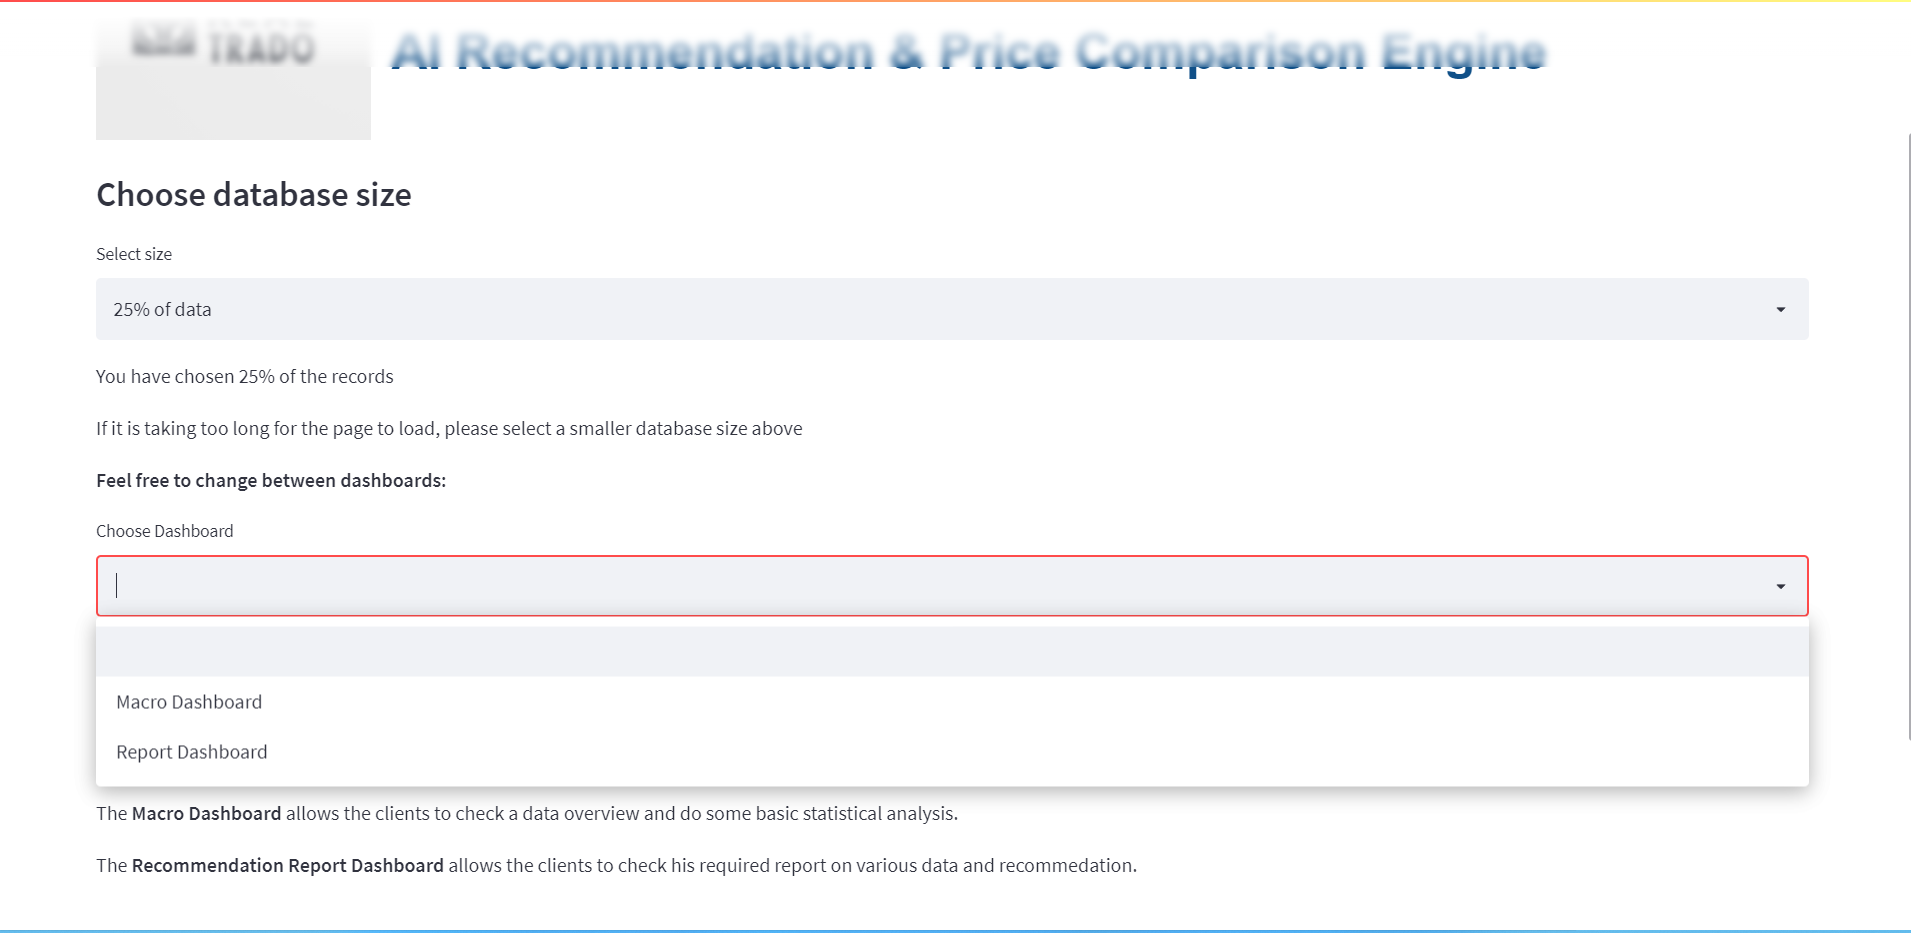 TRADO
AI Recommendation & Price Comparison Engine
Choose database size
Select size
25% of data
You have chosen 25% of the records
If it is taking too long for the page to load, please select a smaller database size above
Feel free to change between dashboards:
Choose Dashboard
Macro Dashboard
Report Dashboard
The Macro Dashboard allows the clients to check a data overview and do some basic statistical analysis.
The Recommendation Report Dashboard allows the clients to check his required report on various data and recommedation.